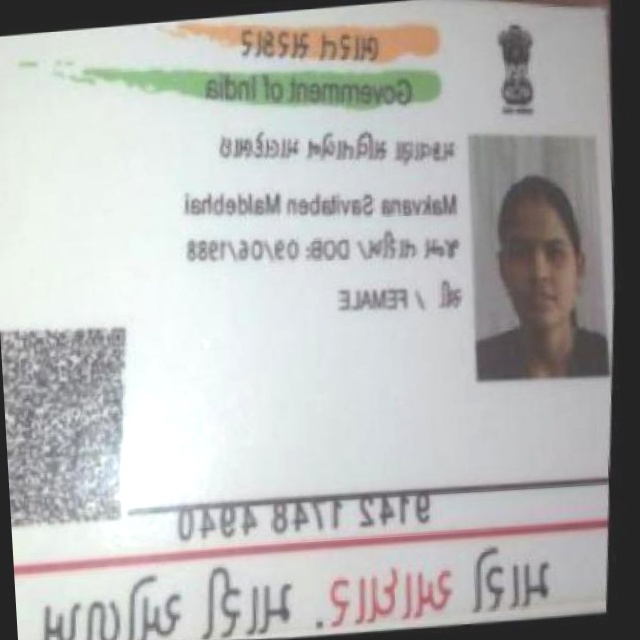 ભારત સરકાર
Government of India
મકવાણા સવિતાબેન માલદેભાઇ
Makvana Savitaben Maldebhai
જન્મ તારીખ/ DOB: 09/06/1988
સ્ત્રી / FEMALE
9142 1748 4940
મારો આધાર, મારી ઓળખ